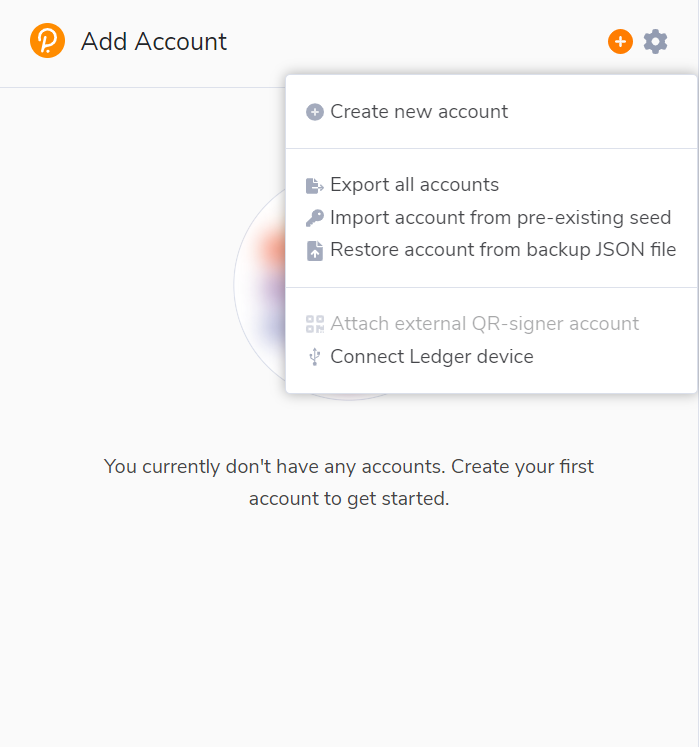 Add Account
Create new account
Export all accounts
Import account from pre-existing seed
Restore account from backup JSON file
Attach external QR-signer account
Connect Ledger device
You currently don't have any accounts. Create your first
account to get started.